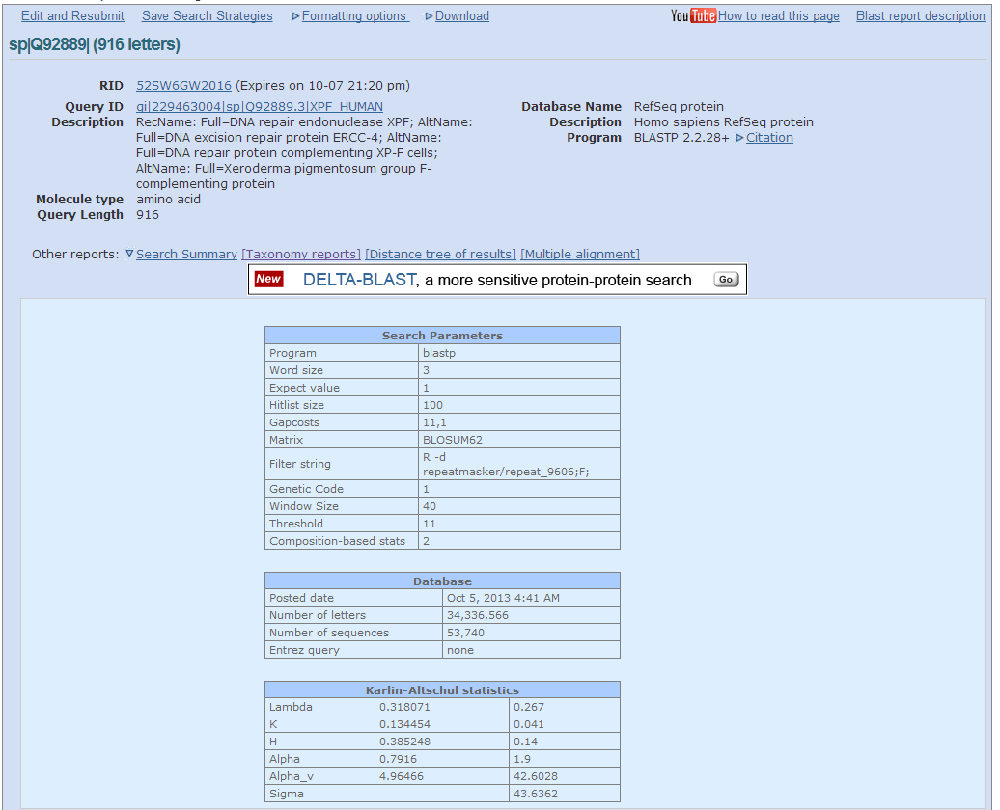 Edit and Resubmit Save Search Strategies Formatting options Download YouTube How to read this page Blast report description
sp|Q92889| (916 letters)
RID 52SW6GW2016 (Expires on 10-07 21:20 pm)
Query ID gi|229463004|sp|Q92889.3|XPF_HUMAN Database Name RefSeq protein
Description RecName: Full=DNA repair endonuclease XPF; AltName: Description Homo sapiens RefSeq protein
Full=DNA excision repair protein ERCC-4; AltName: Program BLASTP 2.2.28+ Citation
Full=DNA repair protein complementing XP-F cells;
AltName: Full=Xeroderma pigmentosum group F-
complementing protein
Molecule type amino acid
Query Length 916
Other reports: Search Summary [Taxonomy reports] [Distance tree of results] [Multiple alignment]
New DELTA-BLAST, a more sensitive protein-protein search Go
Search Parameters
Program blastp
Word size 3
Expect value 1
Hitlist size 100
Gapcosts 11,1
Matrix BLOSUM62
Filter string R -d
repeatmasker/repeat_9606;F;
Genetic Code 1
Window Size 40
Threshold 11
Composition-based stats 2
Database
Posted date Oct 5, 2013 4:41 AM
Number of letters 34,336,566
Number of sequences 53,740
Entrez query none
Karlin-Altschul statistics
Lambda 0.318071 0.267
K 0.134454 0.041
H 0.385248 0.14
Alpha 0.7916 1.9
Alpha_v 4.96466 42.6028
Sigma 43.6362